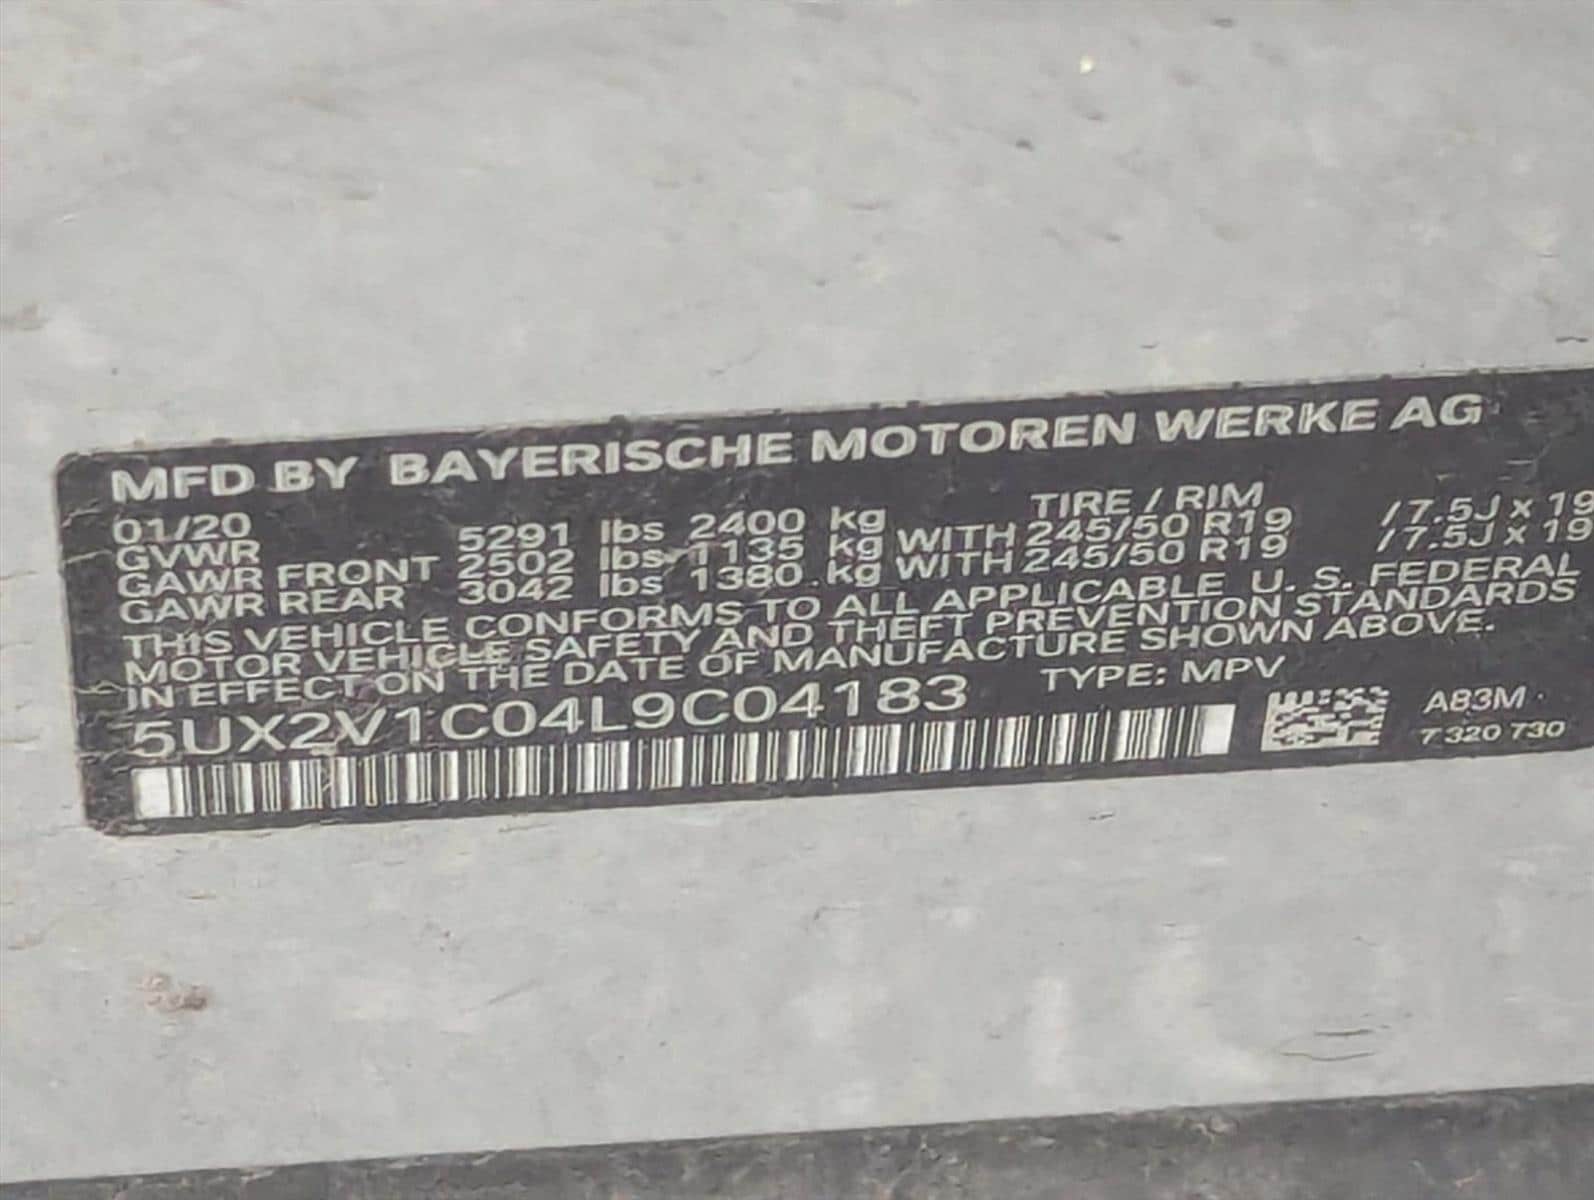 MFD BY BAYERISCHE MOTOREN WERKE AG
01/20 TIRE / RIM
GVWR 5291 lbs 2400 kg
GAWR FRONT 2502 lbs 1135 kg WITH 245/50 R19 / 7.5J x 19
GAWR REAR 3042 lbs 1380 kg WITH 245/50 R19 / 7.5J x 19
THIS VEHICLE CONFORMS TO ALL APPLICABLE U. S. FEDERAL
MOTOR VEHICLE SAFETY AND THEFT PREVENTION STANDARDS
IN EFFECT ON THE DATE OF MANUFACTURE SHOWN ABOVE.
5UX2V1C04L9C04183 TYPE: MPV
A83M
7 320 730